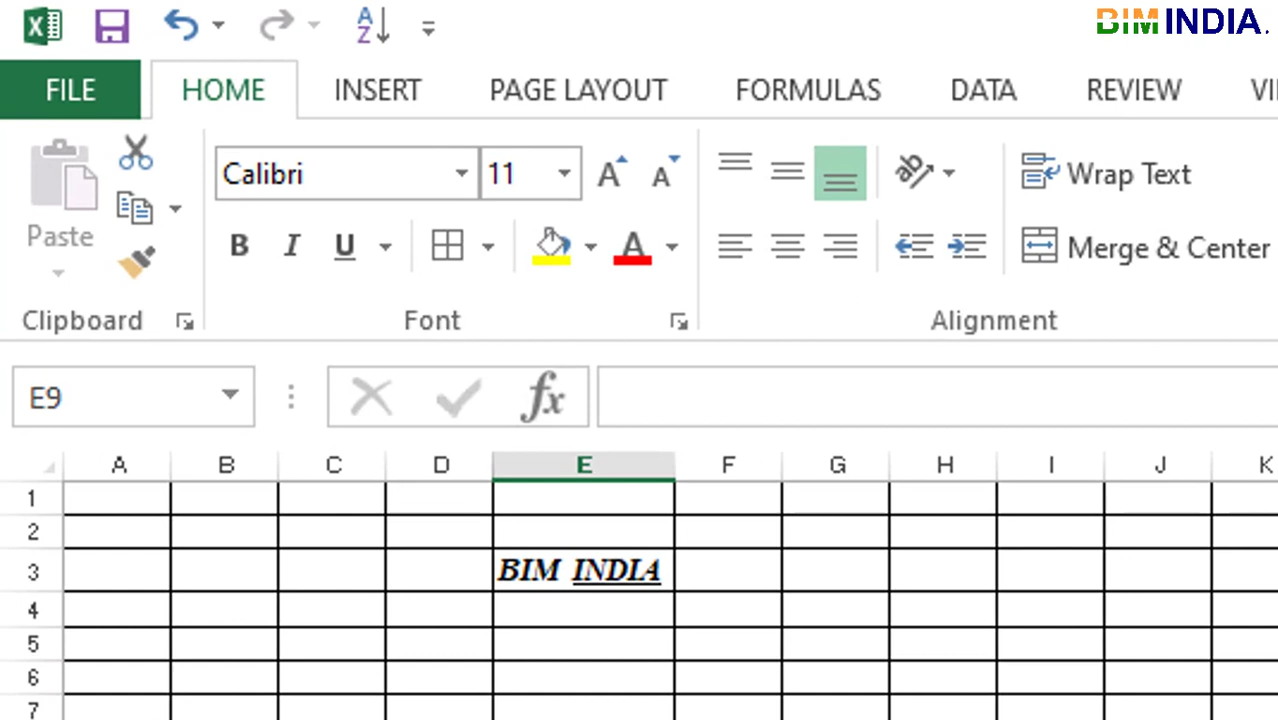 BIM INDIA.
FILE HOME INSERT PAGE LAYOUT FORMULAS DATA REVIEW
Calibri 11 Wrap Text
Paste B I U A Merge & Center
Clipboard Font Alignment
E9 fx
A B C D E F G H I J K
1
2
3 BIM INDIA
4
5
6
7